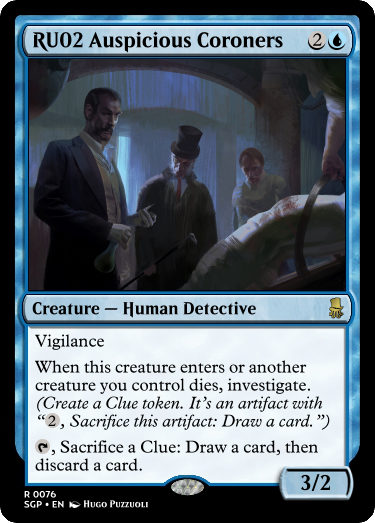 RU02 Auspicious Coroners 2
Creature — Human Detective
Vigilance
When this creature enters or another
creature you control dies, investigate.
(Create a Clue token. It's an artifact with
“2, Sacrifice this artifact: Draw a card.”)
, Sacrifice a Clue: Draw a card, then
discard a card.
3/2
R 0076
SGP • EN Hugo Puzzuoli